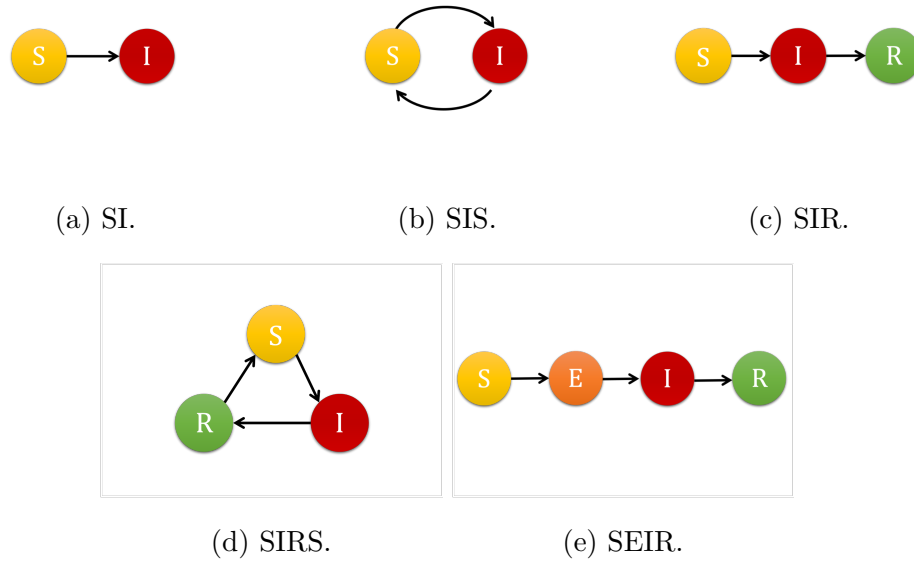 S I
S I
S I R
(a) SI.
(b) SIS.
(c) SIR.
S
R I
S E I R
(d) SIRS.
(e) SEIR.